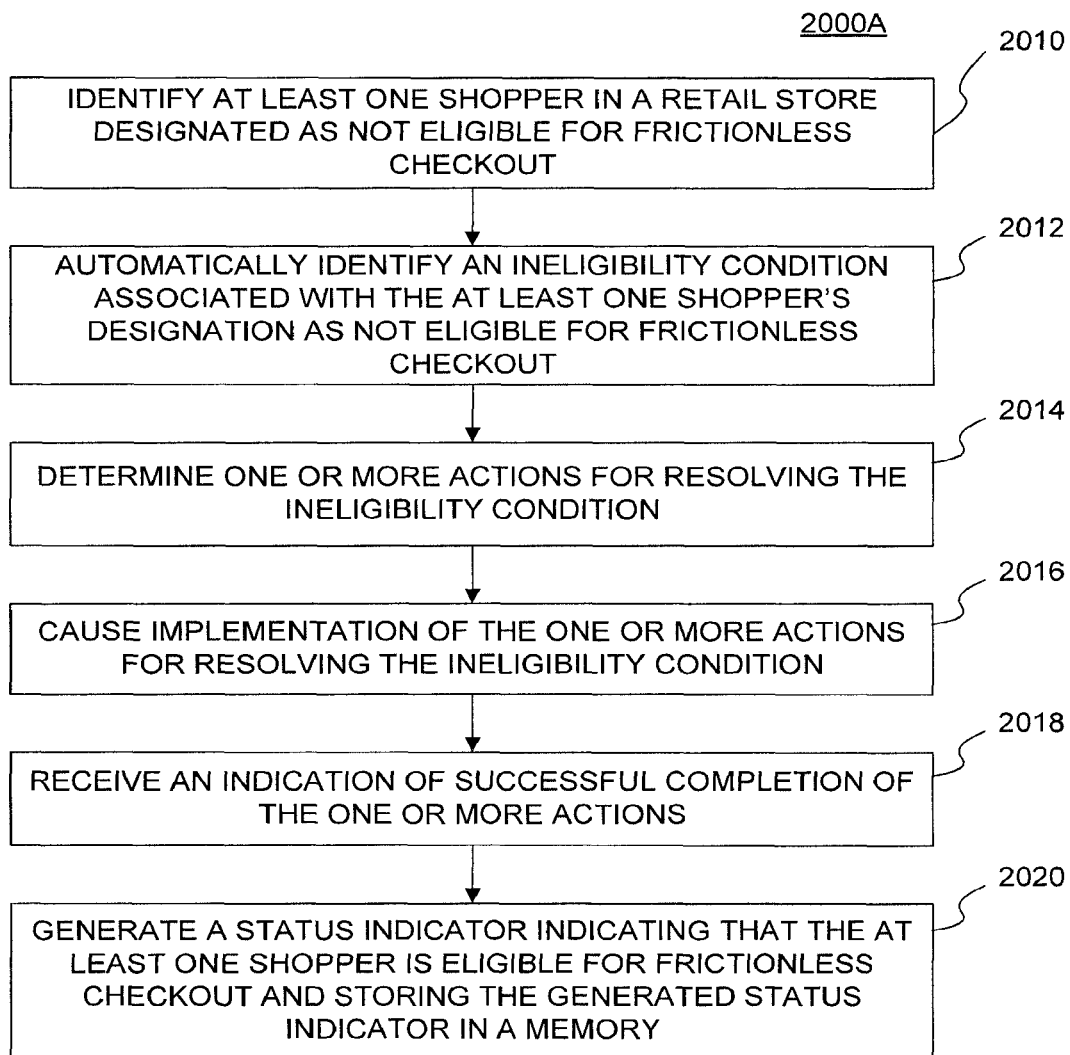 2000A
2010
IDENTIFY AT LEAST ONE SHOPPER IN A RETAIL STORE
DESIGNATED AS NOT ELIGIBLE FOR FRICTIONLESS
CHECKOUT
2012
AUTOMATICALLY IDENTIFY AN INELIGIBILITY CONDITION
ASSOCIATED WITH THE AT LEAST ONE SHOPPER'S
DESIGNATION AS NOT ELIGIBLE FOR FRICTIONLESS
CHECKOUT
2014
DETERMINE ONE OR MORE ACTIONS FOR RESOLVING THE
INELIGIBILITY CONDITION
2016
CAUSE IMPLEMENTATION OF THE ONE OR MORE ACTIONS
FOR RESOLVING THE INELIGIBILITY CONDITION
2018
RECEIVE AN INDICATION OF SUCCESSFUL COMPLETION OF
THE ONE OR MORE ACTIONS
2020
GENERATE A STATUS INDICATOR INDICATING THAT THE AT
LEAST ONE SHOPPER IS ELIGIBLE FOR FRICTIONLESS
CHECKOUT AND STORING THE GENERATED STATUS
INDICATOR IN A MEMORY